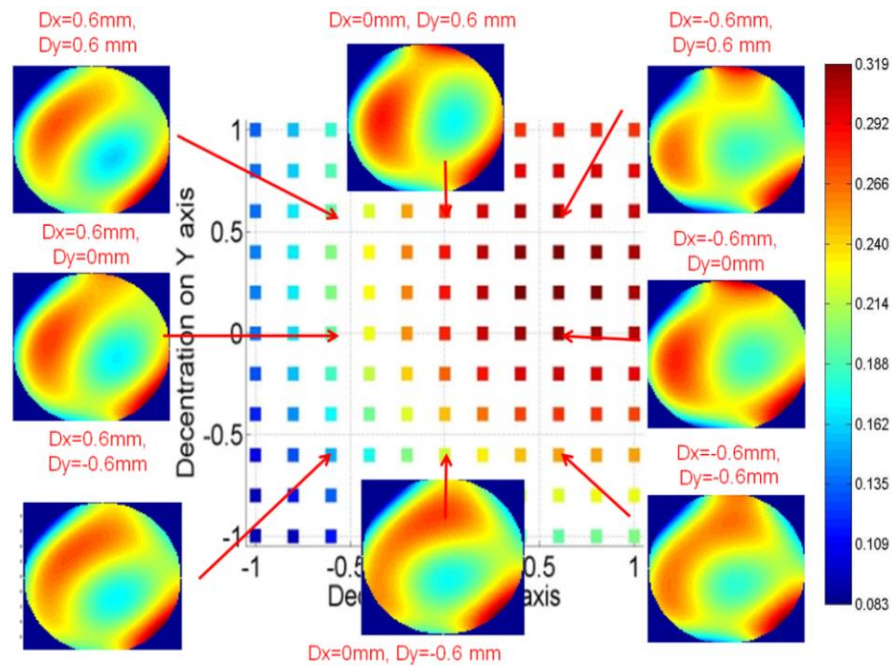 Dx=0.6mm,
Dy=0.6 mm
Dx=0mm, Dy=0.6 mm
Dx=-0.6mm,
Dy=0.6 mm
Dx=0.6mm,
Dy=0mm
Dx=-0.6mm,
Dy=0mm
Dx=0.6mm,
Dy=-0.6mm
Dx=-0.6mm,
Dy=-0.6mm
Dx=0mm, Dy=-0.6 mm
Decentration on Y axis
1
0.5
0
-0.5
-1
-1
-0.5
0.5
1
axis
0.319
0.292
0.266
0.240
0.214
0.188
0.161
0.135
0.109
0.083